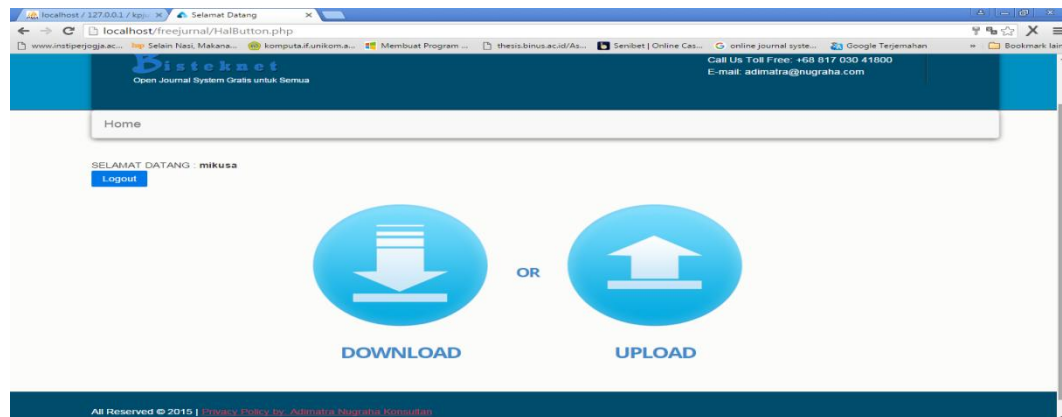 localhost / 127.0.0.1 / kpj
Selamat Datang
localhost/freejurnal/HalButton.php
www.instiperjogja.ac... Selain Nasi, Makana... komputa.if.unikom.a... Membuat Program ... thesis.binus.ac.id/As... Senibet | Online Cas... online journal syste... Google Terjemahan » Bookmark lain
Bisteknet
Open Journal System Gratis untuk Semua
Call Us Toll Free: +68 817 030 41800
E-mail: adimatra@nugraha.com
Home
SELAMAT DATANG : mikusa
Logout
OR
DOWNLOAD UPLOAD
All Reserved © 2015 | Privacy Policy by: Adimatra Nugraha Konsultan